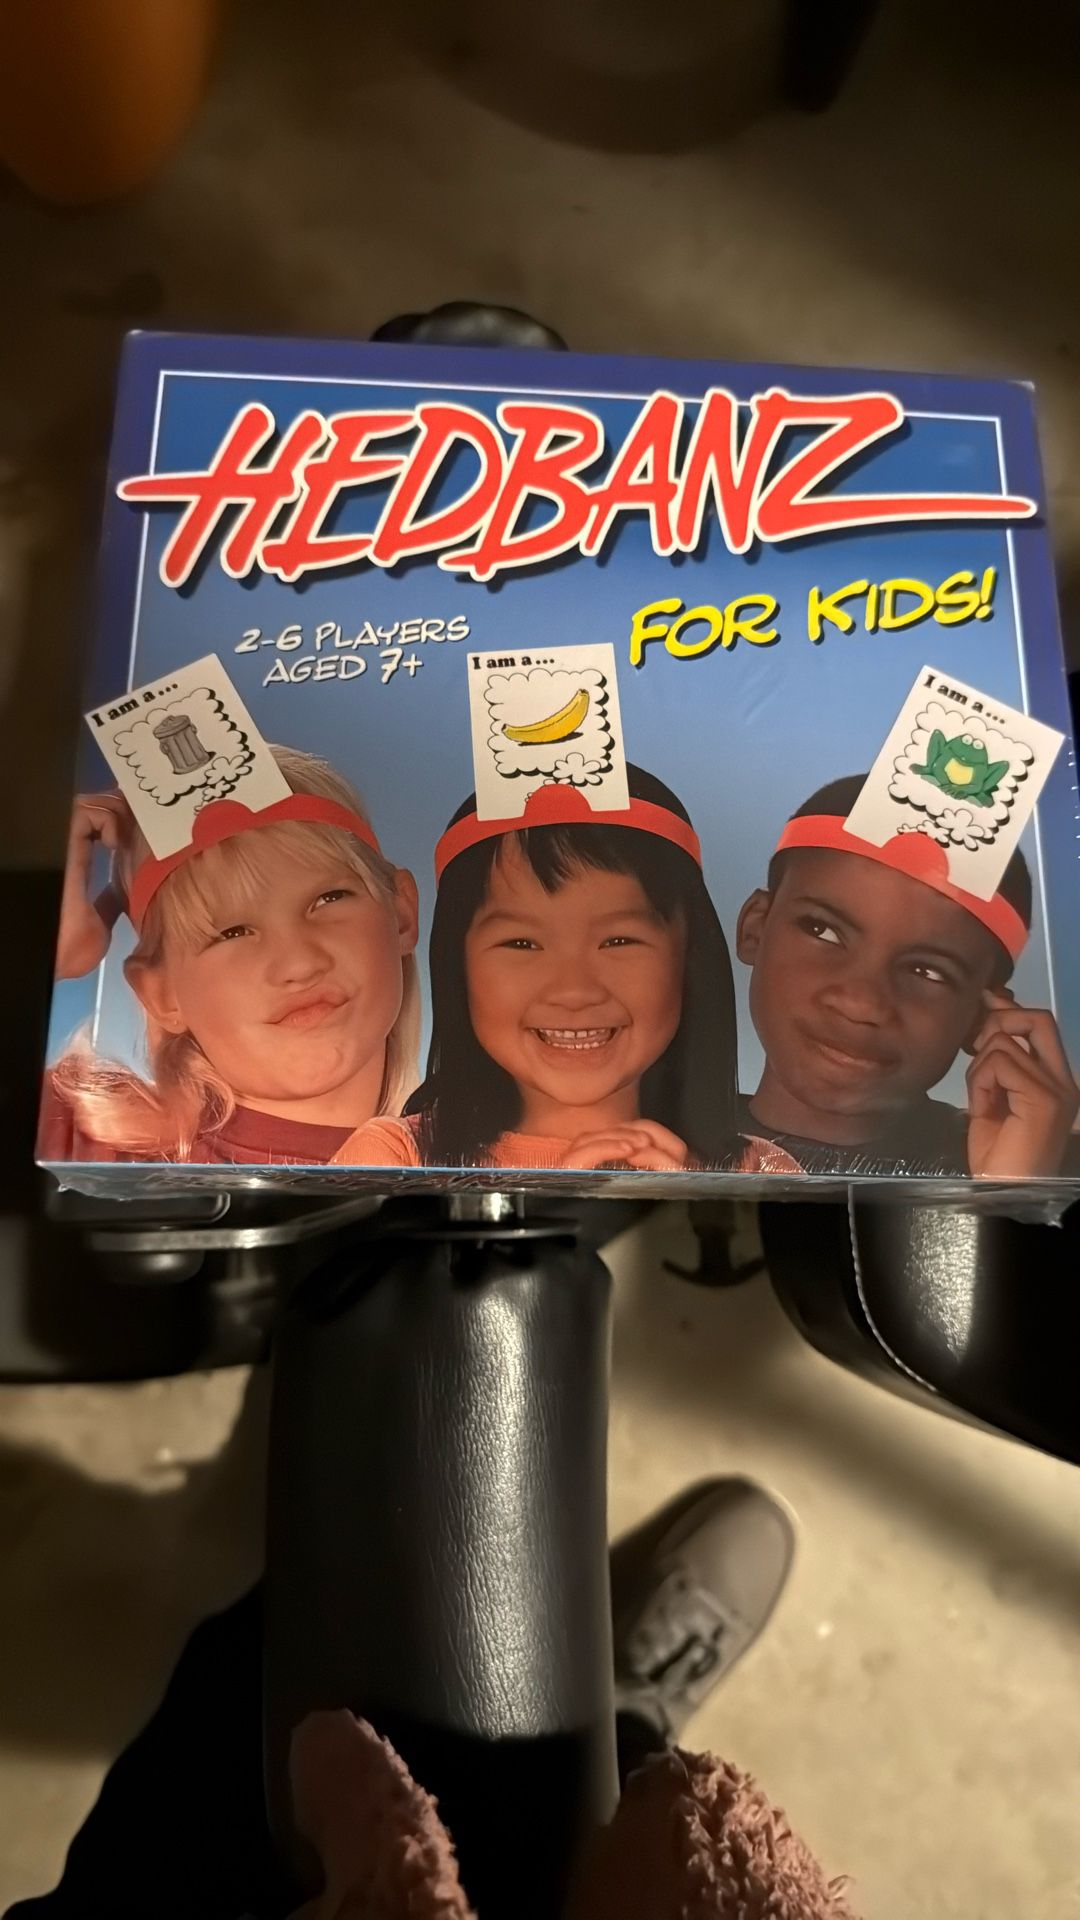 HEDBANZ
FOR KIDS!
2-6 PLAYERS
AGED 7+
I am a...
I am a...
I am a...